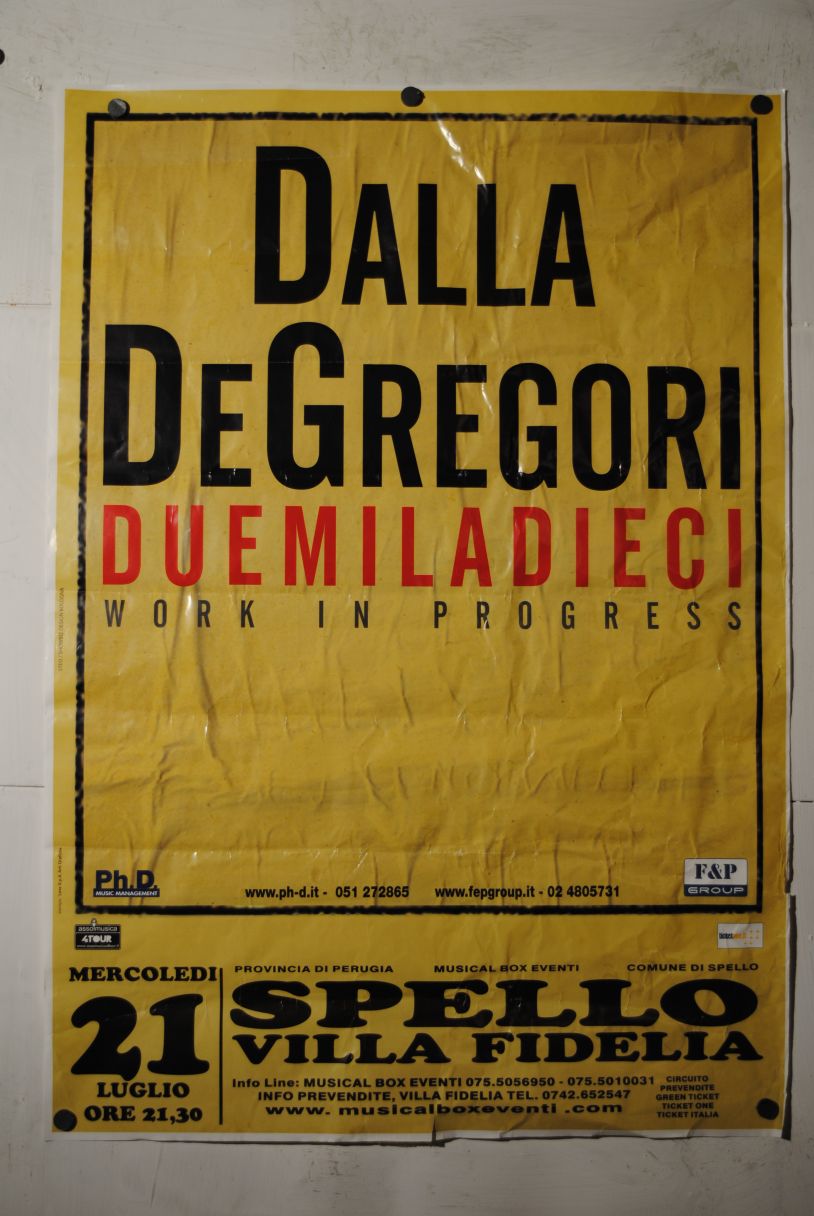 DALLA
DEGREGORI
DUEMILADIECI
WORK IN PROGRESS
Ph.D.
MUSIC MANAGEMENT
www.ph-d.it - 051 272865
www.fepgroup.it - 02 4805731
F&P
GROUP
assomusica
4TOUR
MERCOLEDI
21
LUGLIO
ORE 21,30
PROVINCIA DI PERUGIA MUSICAL BOX EVENTI COMUNE DI SPELLO
SPELLO
VILLA FIDELIA
Info Line: MUSICAL BOX EVENTI 075.5056950 - 075.5010031
INFO PREVENDITE, VILLA FIDELIA TEL. 0742.652547
www. musicalboxeventi .com
CIRCUITO
PREVENDITE
GREEN TICKET
TICKET ONE
TICKET ITALIA